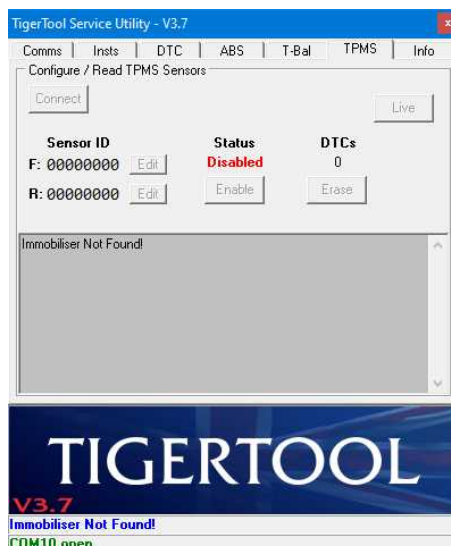 TigerTool Service Utility - V3.7
x
Comms Insts DTC ABS T-Bal TPMS Info
Configure / Read TPMS Sensors
Connect
Live
Sensor ID Status DTCs
F: 00000000 Edit Disabled 0
R: 00000000 Edit Enable Erase
Immobiliser Not Found!
TIGERTOOL
V3.7
Immobiliser Not Found!
COM10 open